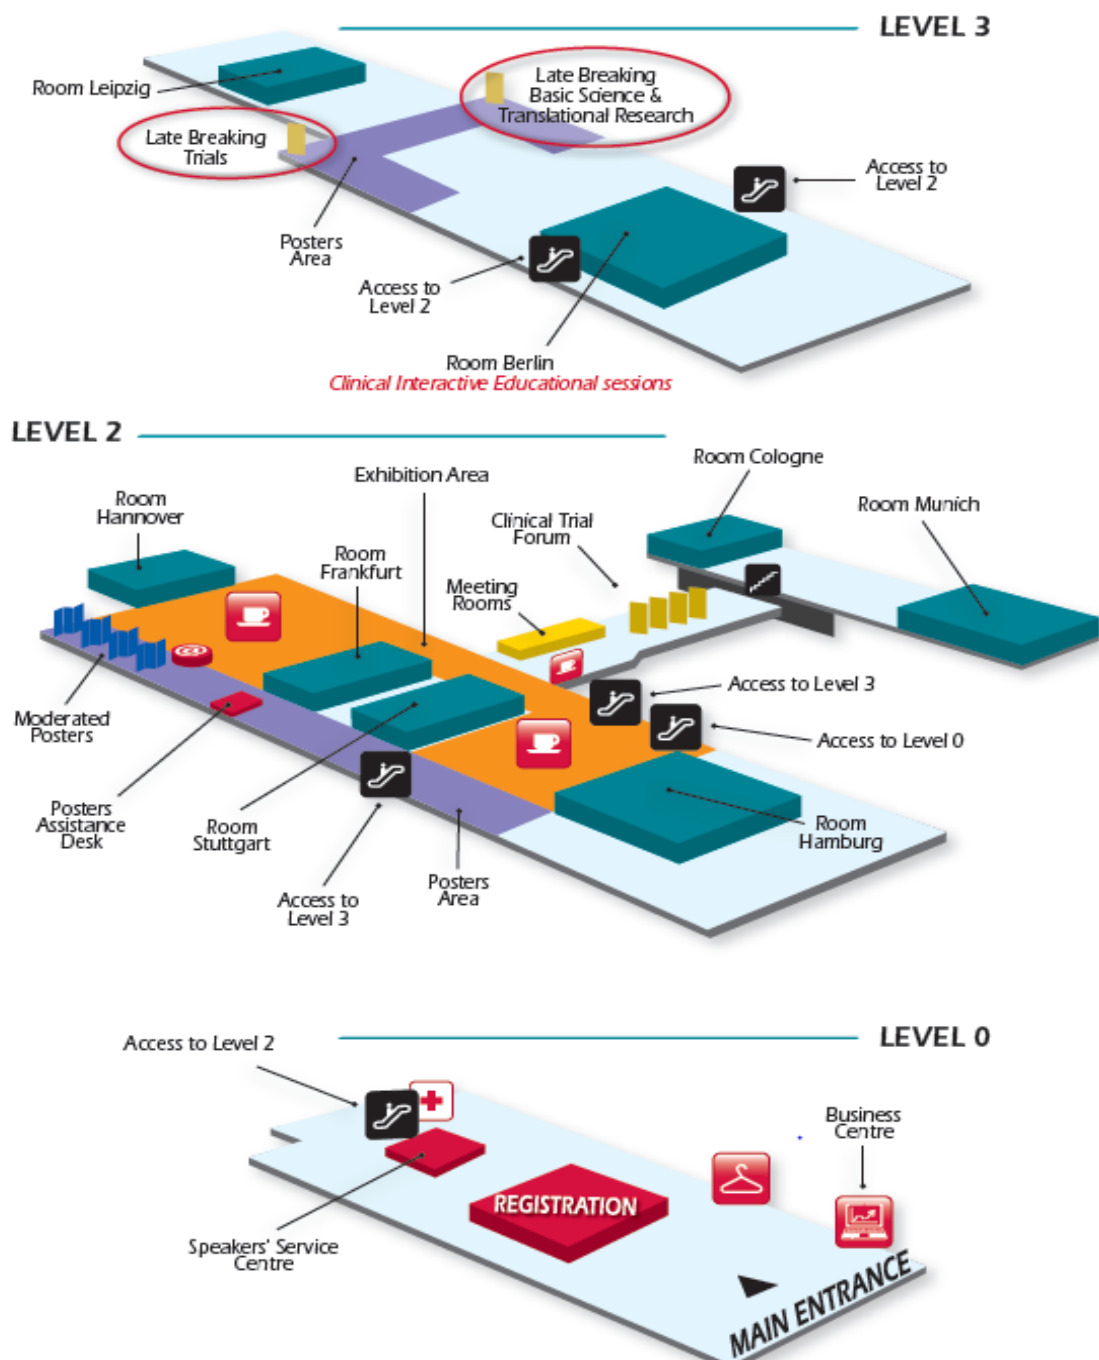 LEVEL 3
Room Leipzig
Late Breaking
Basic Science &
Translational Research
Late Breaking
Trials
Access to
Level 2
Posters
Area
Access to
Level 2
Room Berlin
Clinical Interactive Educational sessions
LEVEL 2
Room Cologne
Exhibition Area
Room
Hannover
Room Munich
Clinical Trial
Forum
Room
Frankfurt
Meeting
Rooms
Access to Level 3
Moderated
Posters
Access to Level 0
Posters
Assistance
Desk
Room
Stuttgart
Room
Hamburg
Posters
Area
Access to
Level 3
LEVEL 0
Access to Level 2
Business
Centre
REGISTRATION
Speakers' Service
Centre
MAIN ENTRANCE